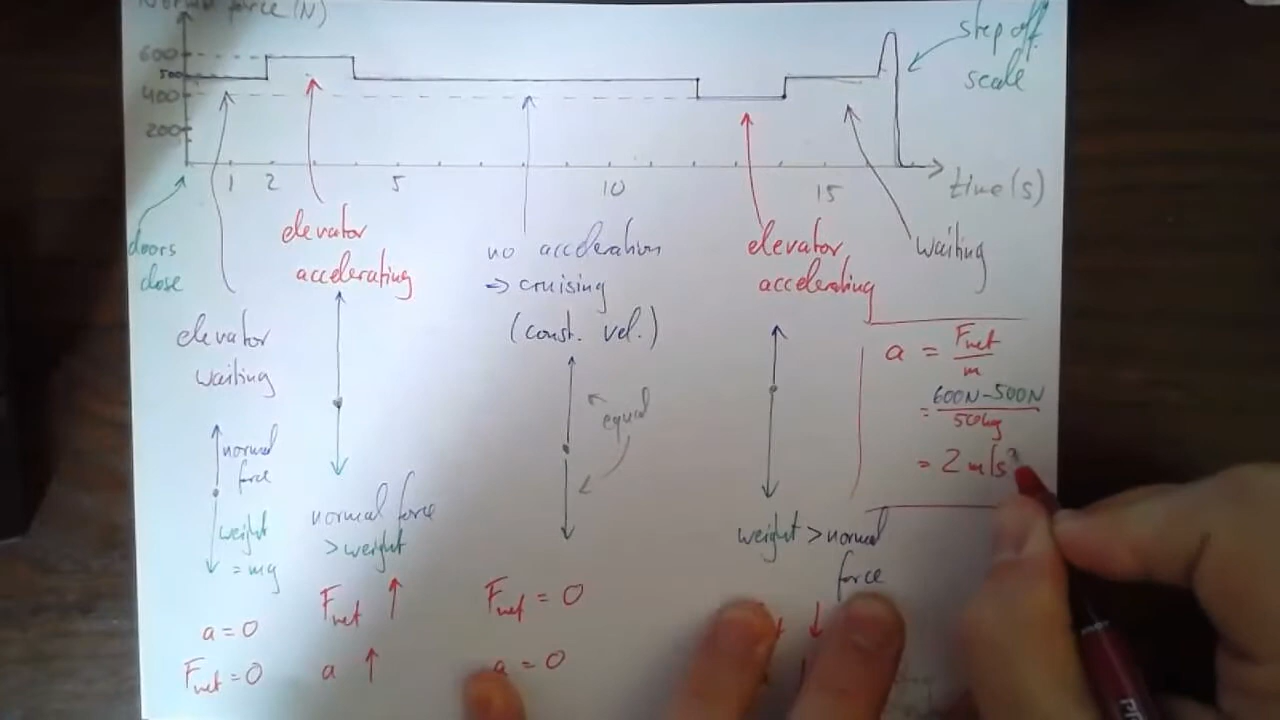 Normal force (N)
600
500
400
200
1 2 5 10 15
time (s)
step off
scale
doors
close
elevator
waiting
elevator
accelerating
no acceleration
→ cruising
(const. vel.)
elevator
accelerating
waiting
normal
force
weight
= mg
a = 0
Fnet = 0
normal force
> weight
Fnet ↑
a ↑
equal
Fnet = 0
a = 0
weight > normal
force
↓
a = Fnet
m
= 600N-500N
50kg
= 2 m/s²